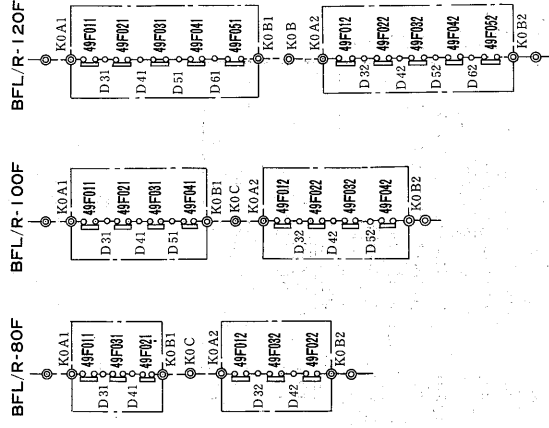 BFL/R-120F
K0A1 49F011 49F021 49F031 49F041 49F051 K0B1 K0B K0A2 49F012 49F022 49F032 49F042 49F052 K0B2
D31 D41 D51 D61 D32 D42 D52 D62
BFL/R-100F
K0A1 49F011 49F021 49F031 49F041 K0B1 K0C K0A2 49F012 49F022 49F032 49F042 K0B2
D31 D41 D51 D32 D42 D52
BFL/R-80F
K0A1 49F011 49F031 49F021 K0B1 K0C K0A2 49F012 49F032 49F022 K0B2
D31 D41 D32 D42